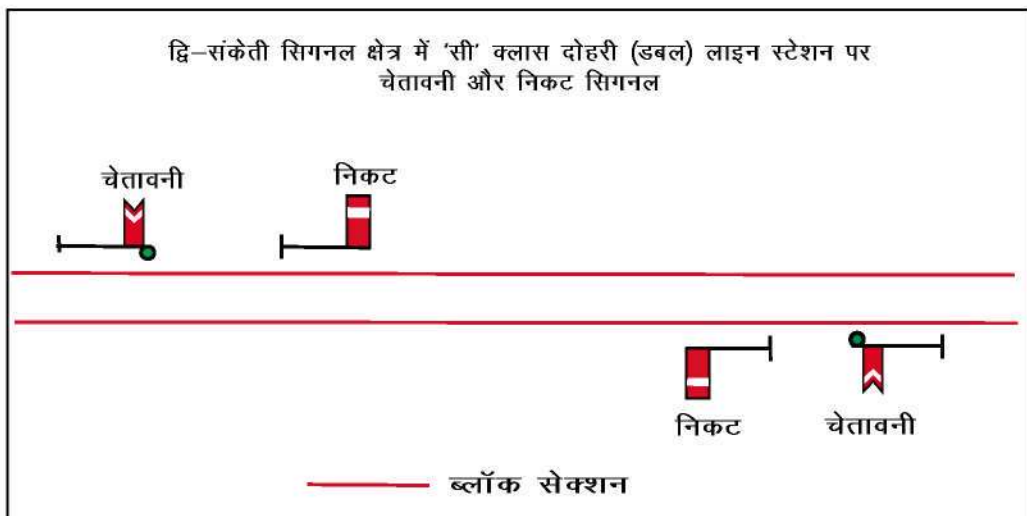 द्वि–संकेती सिगनल क्षेत्र में 'सी' क्लास दोहरी (डबल) लाइन स्टेशन पर
चेतावनी और निकट सिगनल
चेतावनी
निकट
निकट
चेतावनी
ब्लॉक सेक्शन